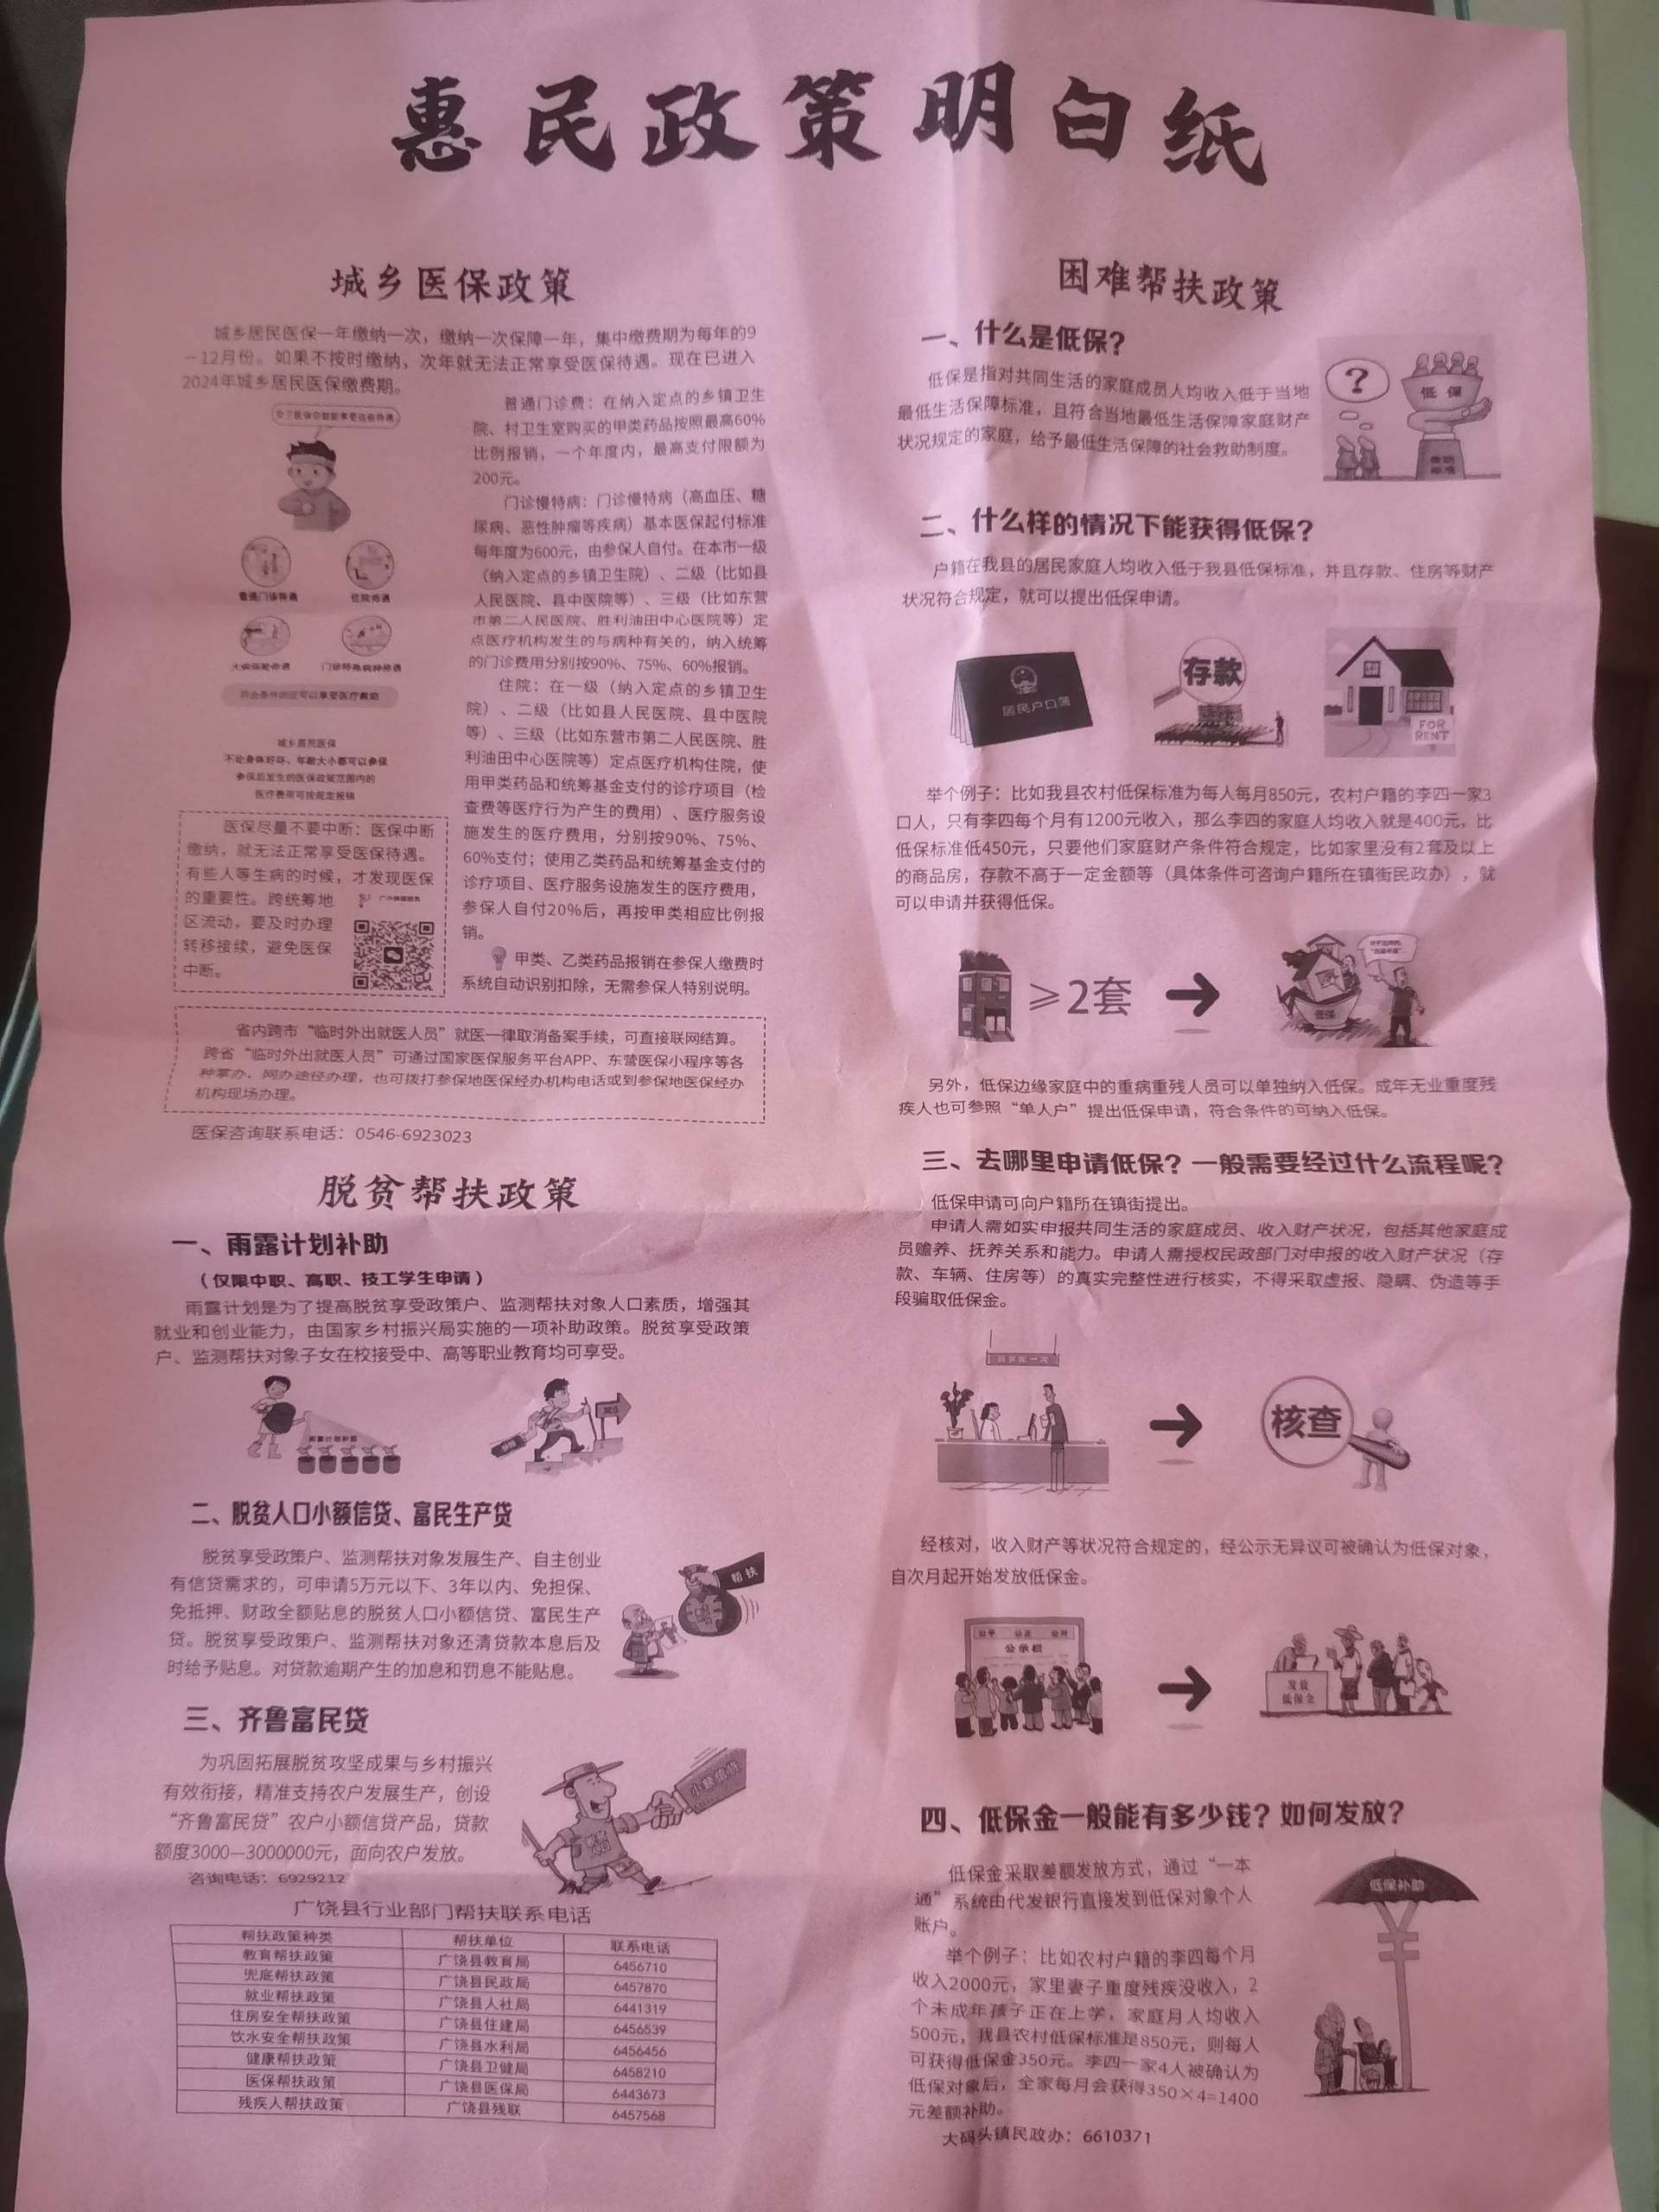 惠民政策明白纸
城乡医保政策
城乡居民医保一年缴纳一次，缴纳一次保障一年，集中缴费期为每年的9
－12月份。如果不按时缴纳，次年就无法正常享受医保待遇。现在已进入
2024年城乡居民医保缴费期。
普通门诊待遇
住院待遇
大病保险待遇
门诊特殊病种待遇
符合条件的还可以享受医疗救助
城乡居民医保
不论身体好坏、年龄大小都可以参保
参保后发生的医保政策范围内的
医疗费用可按规定报销
医保尽量不要中断：医保中断
缴纳，就无法正常享受医保待遇。
有些人等生病的时候，才发现医保
的重要性。跨统筹地
区流动，要及时办理
转移接续，避免医保
中断。
普通门诊费：在纳入定点的乡镇卫生
院、村卫生室购买的甲类药品按照最高60%
比例报销，一个年度内，最高支付限额为
200元。
门诊慢特病：门诊慢特病（高血压、糖
尿病、恶性肿瘤等疾病）基本医保起付标准
每年度为600元，由参保人自付。在本市一级
（纳入定点的乡镇卫生院）、二级（比如县
人民医院、县中医院等）、三级（比如东营
市第二人民医院、胜利油田中心医院等）定
点医疗机构发生的与病种有关的，纳入统筹
的门诊费用分别按90%、75%、60%报销。
住院：在一级（纳入定点的乡镇卫生
院）、二级（比如县人民医院、县中医院
等）、三级（比如东营市第二人民医院、胜
利油田中心医院等）定点医疗机构住院，使
用甲类药品和统筹基金支付的诊疗项目（检
查费等医疗行为产生的费用）、医疗服务设
施发生的医疗费用，分别按90%、75%、
60%支付；使用乙类药品和统筹基金支付的
诊疗项目、医疗服务设施发生的医疗费用，
参保人自付20%后，再按甲类相应比例报
销。
甲类、乙类药品报销在参保人缴费时
系统自动识别扣除，无需参保人特别说明。
省内跨市“临时外出就医人员”就医一律取消备案手续，可直接联网结算。
跨省“临时外出就医人员”可通过国家医保服务平台APP、东营医保小程序等各
种掌办、网办途径办理，也可拨打参保地医保经办机构电话或到参保地医保经办
机构现场办理。
医保咨询联系电话：0546-6923023
脱贫帮扶政策
一、雨露计划补助
（仅限中职、高职、技工学生申请）
雨露计划是为了提高脱贫享受政策户、监测帮扶对象人口素质，增强其
就业和创业能力，由国家乡村振兴局实施的一项补助政策。脱贫享受政策
户、监测帮扶对象子女在校接受中、高等职业教育均可享受。
雨露计划补助
二、脱贫人口小额信贷、富民生产贷
脱贫享受政策户、监测帮扶对象发展生产、自主创业
有信贷需求的，可申请5万元以下、3年以内、免担保、
免抵押、财政全额贴息的脱贫人口小额信贷、富民生产
贷。脱贫享受政策户、监测帮扶对象还清贷款本息后及
时给予贴息。对贷款逾期产生的加息和罚息不能贴息。
帮扶
三、齐鲁富民贷
为巩固拓展脱贫攻坚成果与乡村振兴
有效衔接，精准支持农户发展生产，创设
“齐鲁富民贷”农户小额信贷产品，贷款
额度3000—3000000元，面向农户发放。
咨询电话：6929212
小额信贷
广饶县行业部门帮扶联系电话
帮扶政策种类 帮扶单位 联系电话
教育帮扶政策 广饶县教育局 6456710
兜底帮扶政策 广饶县民政局 6457870
就业帮扶政策 广饶县人社局 6441319
住房安全帮扶政策 广饶县住建局 6456539
饮水安全帮扶政策 广饶县水利局 6456456
健康帮扶政策 广饶县卫健局 6458210
医保帮扶政策 广饶县医保局 6443673
残疾人帮扶政策 广饶县残联 6457568
困难帮扶政策
一、什么是低保？
低保是指对共同生活的家庭成员人均收入低于当地
最低生活保障标准，且符合当地最低生活保障家庭财产
状况规定的家庭，给予最低生活保障的社会救助制度。
?
低保
二、什么样的情况下能获得低保？
户籍在我县的居民家庭人均收入低于我县低保标准，并且存款、住房等财产
状况符合规定，就可以提出低保申请。
居民户口簿
存款
FOR
RENT
举个例子：比如我县农村低保标准为每人每月850元，农村户籍的李四一家3
口人，只有李四每个月有1200元收入，那么李四的家庭人均收入就是400元，比
低保标准低450元，只要他们家庭财产条件符合规定，比如家里没有2套及以上
的商品房，存款不高于一定金额等（具体条件可咨询户籍所在镇街民政办），就
可以申请并获得低保。
≥2套
低保
另外，低保边缘家庭中的重病重残人员可以单独纳入低保。成年无业重度残
疾人也可参照“单人户”提出低保申请，符合条件的可纳入低保。
三、去哪里申请低保？一般需要经过什么流程呢？
低保申请可向户籍所在镇街提出。
申请人需如实申报共同生活的家庭成员、收入财产状况，包括其他家庭成
员赡养、抚养关系和能力。申请人需授权民政部门对申报的收入财产状况（存
款、车辆、住房等）的真实完整性进行核实，不得采取虚报、隐瞒、伪造等手
段骗取低保金。
核查
经核对，收入财产等状况符合规定的，经公示无异议可被确认为低保对象，
自次月起开始发放低保金。
公平 公正 公开
公示栏
发放
低保金
四、低保金一般能有多少钱？如何发放？
低保金采取差额发放方式，通过“一本
通”系统由代发银行直接发到低保对象个人
账户。
举个例子：比如农村户籍的李四每个月
收入2000元，家里妻子重度残疾没收入，2
个未成年孩子正在上学，家庭月人均收入
500元，我县农村低保标准是850元，则每人
可获得低保金350元。李四一家4人被确认为
低保对象后，全家每月会获得350×4=1400
元差额补助。
大码头镇民政办：6610371
低保补助